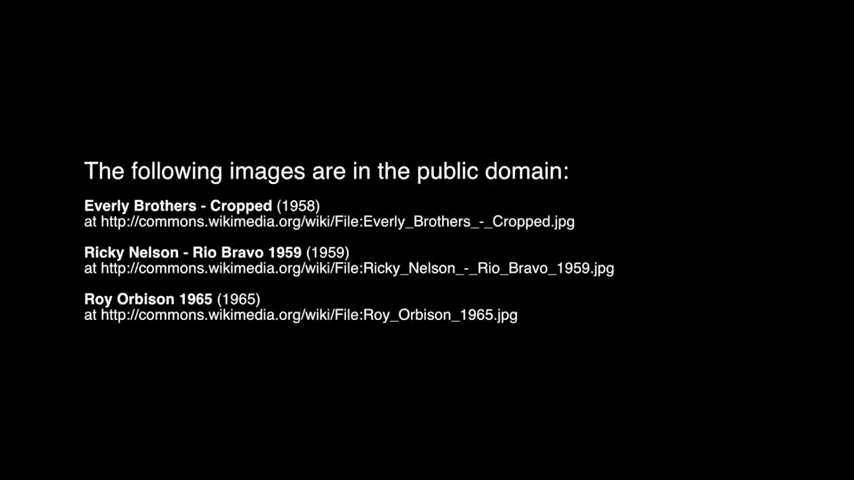 The following images are in the public domain:
Everly Brothers - Cropped (1958)
at http://commons.wikimedia.org/wiki/File:Everly_Brothers_-_Cropped.jpg
Ricky Nelson - Rio Bravo 1959 (1959)
at http://commons.wikimedia.org/wiki/File:Ricky_Nelson_-_Rio_Bravo_1959.jpg
Roy Orbison 1965 (1965)
at http://commons.wikimedia.org/wiki/File:Roy_Orbison_1965.jpg